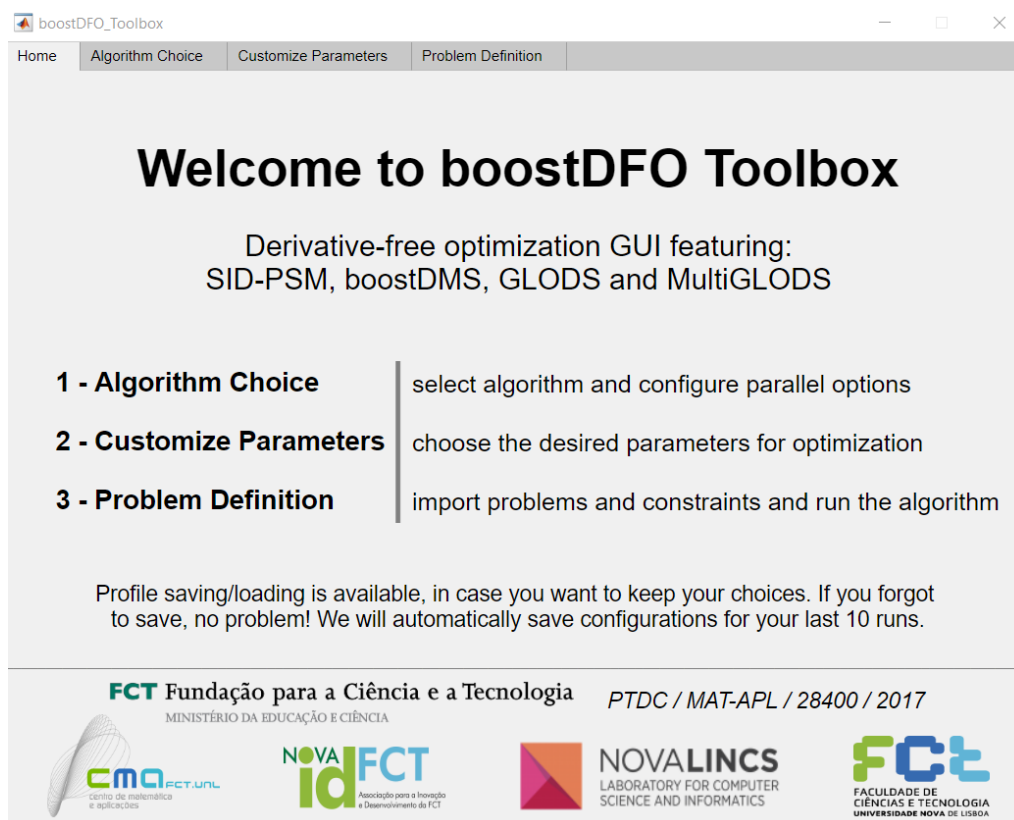 boostDFO_Toolbox
Home Algorithm Choice Customize Parameters Problem Definition
Welcome to boostDFO Toolbox
Derivative-free optimization GUI featuring:
SID-PSM, boostDMS, GLODS and MultiGLODS
1 - Algorithm Choice select algorithm and configure parallel options
2 - Customize Parameters choose the desired parameters for optimization
3 - Problem Definition import problems and constraints and run the algorithm
Profile saving/loading is available, in case you want to keep your choices. If you forgot
to save, no problem! We will automatically save configurations for your last 10 runs.
FCT Fundação para a Ciência e a Tecnologia
MINISTÉRIO DA EDUCAÇÃO E CIÊNCIA
PTDC / MAT-APL / 28400 / 2017
cma FCT.UNL
centro de matemática
e aplicações
NOVA id FCT
Associação para a Inovação
e Desenvolvimento da FCT
NOVALINCS
LABORATORY FOR COMPUTER
SCIENCE AND INFORMATICS
FCt
FACULDADE DE
CIÊNCIAS E TECNOLOGIA
UNIVERSIDADE NOVA DE LISBOA